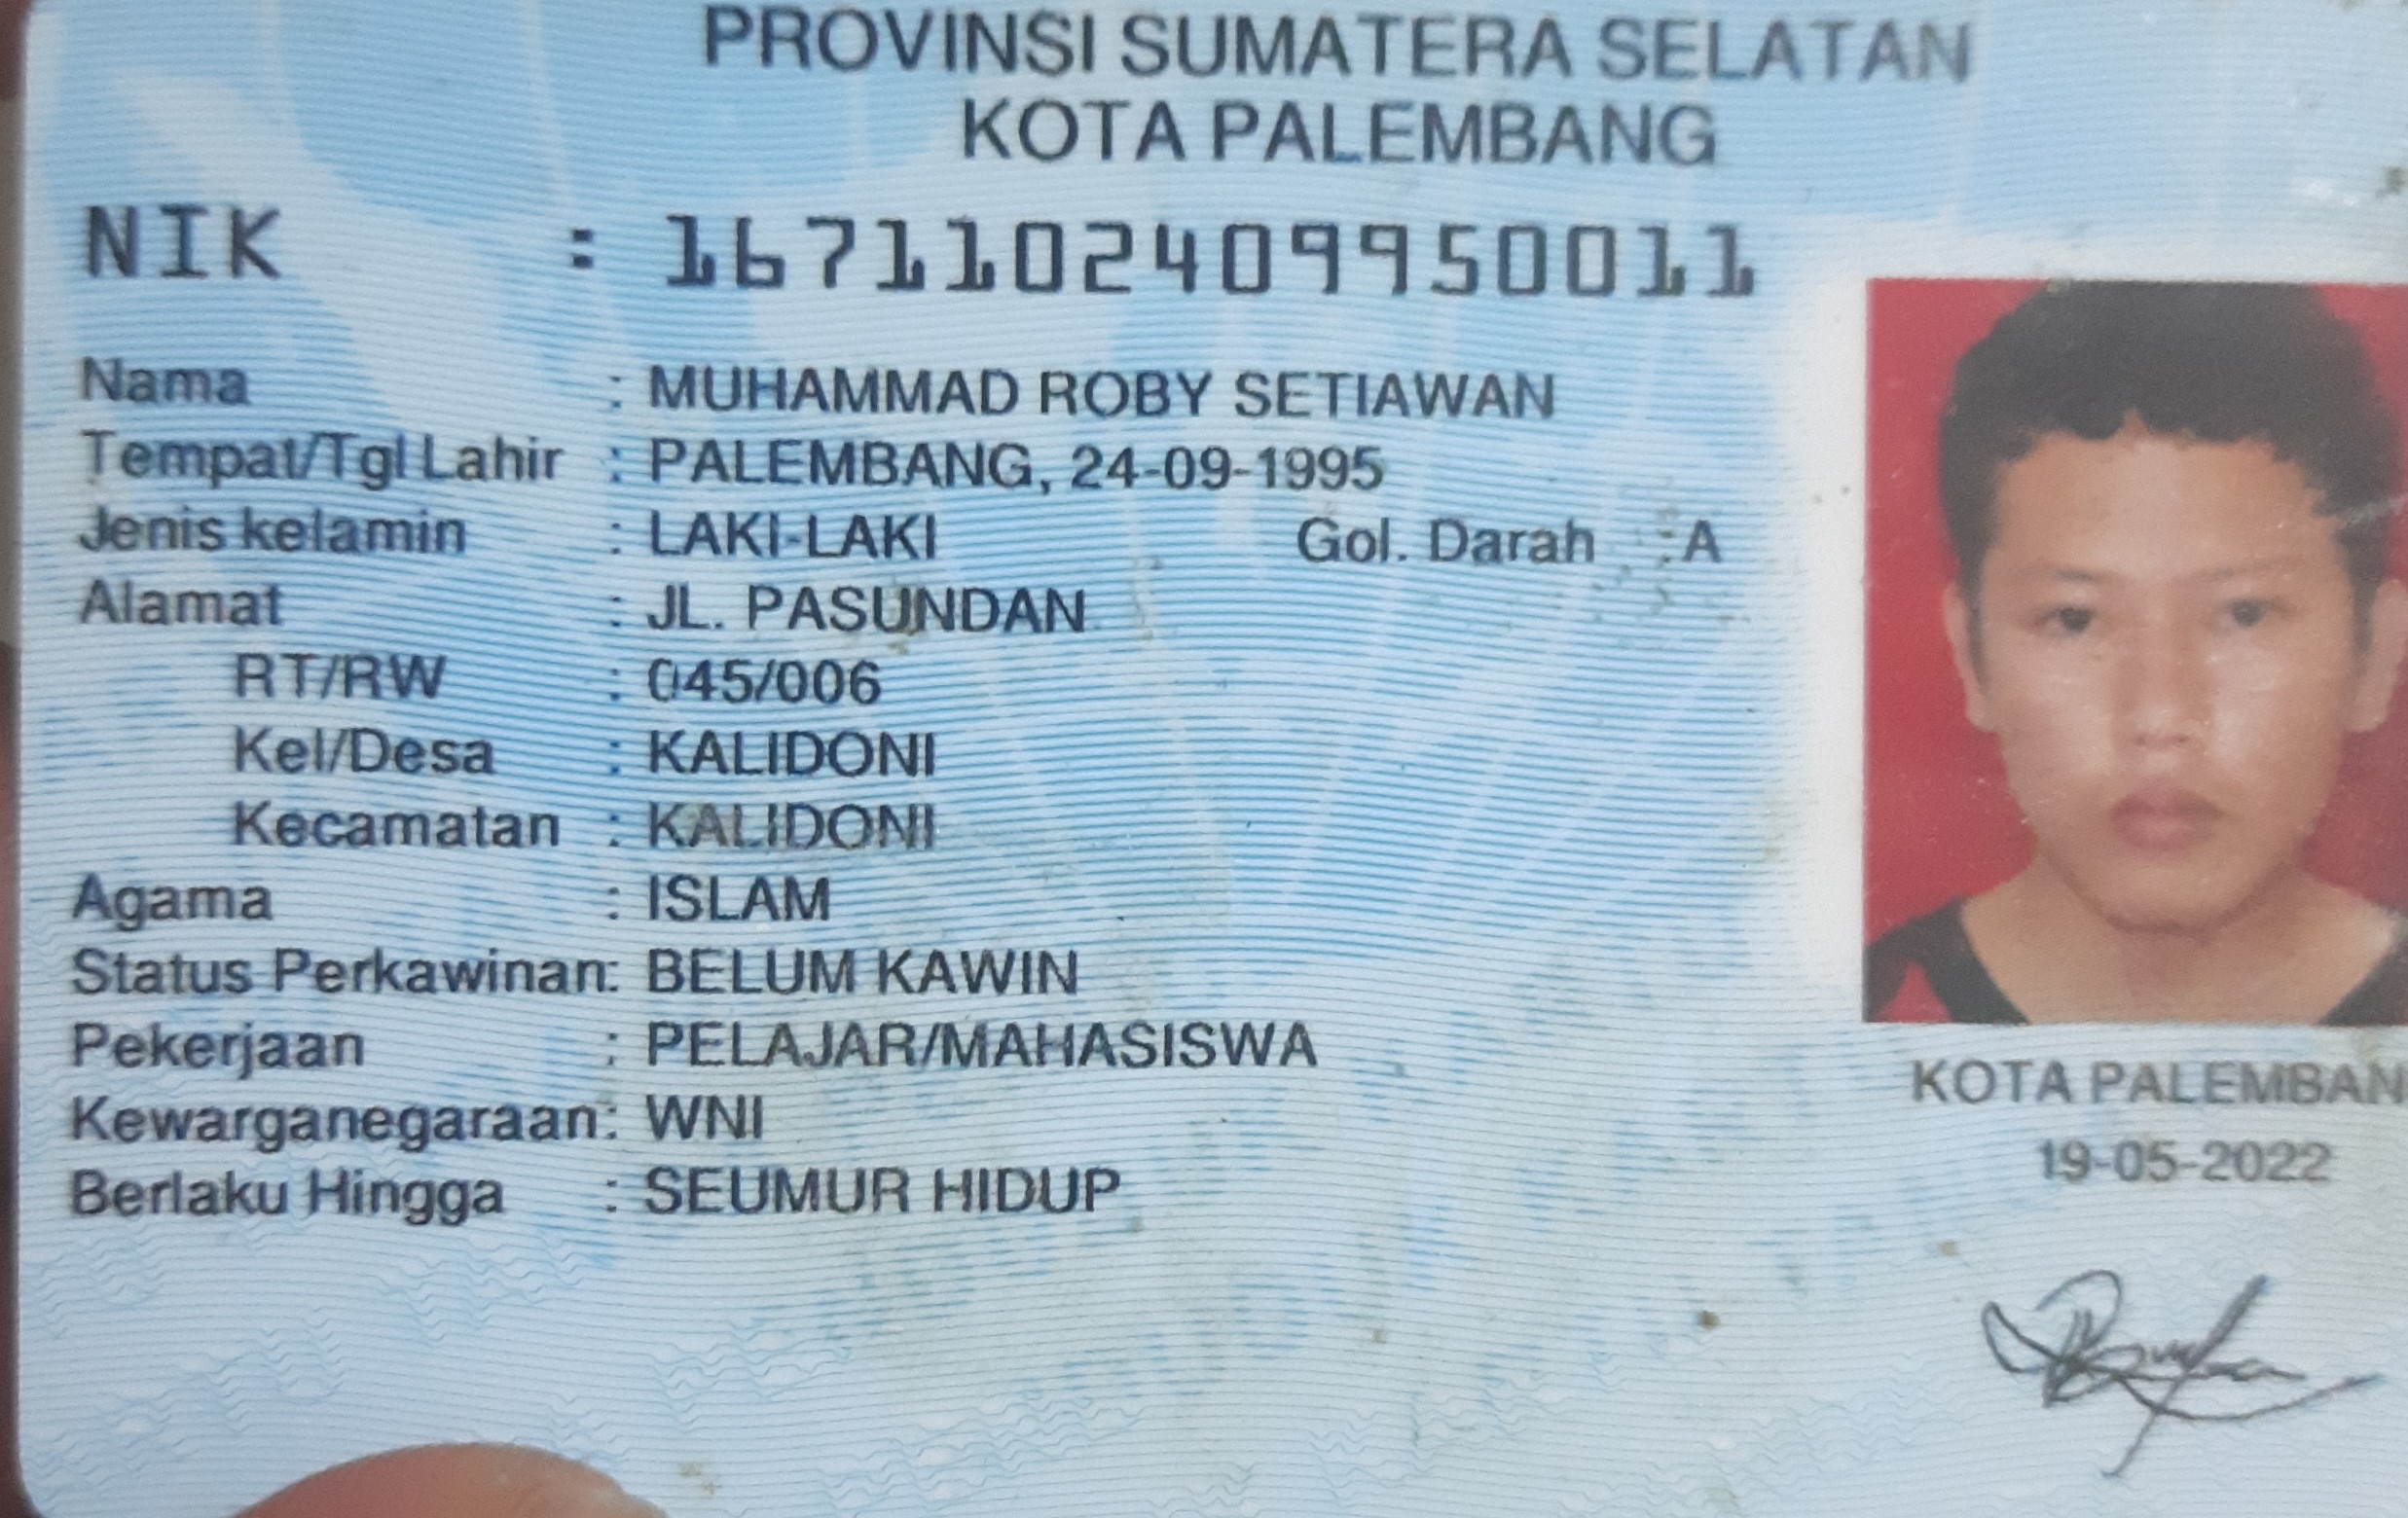 PROVINSI SUMATERA SELATAN
KOTA PALEMBANG
NIK : 1671102409950011
Nama : MUHAMMAD ROBY SETIAWAN
Tempat/Tgl Lahir : PALEMBANG, 24-09-1995
Jenis kelamin : LAKI-LAKI Gol. Darah : A
Alamat : JL. PASUNDAN
RT/RW : 045/006
Kel/Desa : KALIDONI
Kecamatan : KALIDONI
Agama : ISLAM
Status Perkawinan: BELUM KAWIN
Pekerjaan : PELAJAR/MAHASISWA
Kewarganegaraan: WNI
Berlaku Hingga : SEUMUR HIDUP
KOTA PALEMBAN
19-05-2022